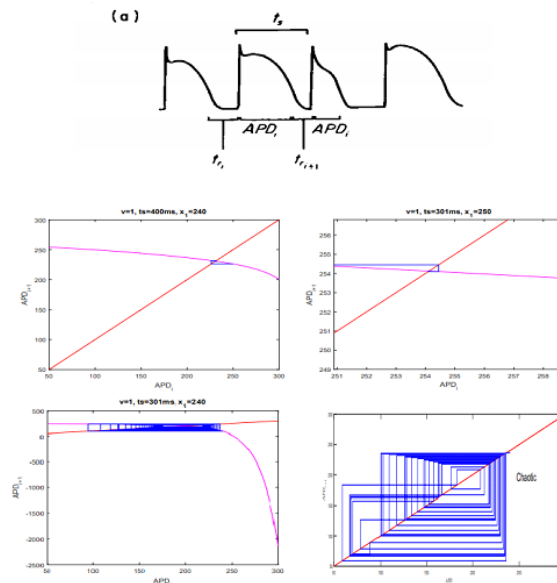 (a)
t_s
APD_i APD_i
t_{r_i} t_{r_{i+1}}
v=1, ts=400ms, x_1=240
300
250
200
150
100
50
APD_{i+1}
50 100 150 200 250 300
APD_i
v=1, ts=301ms, x_1=250
256
255
254
253
252
251
250
249
APD_{i+1}
251 252 253 254 255 256 257 258
APD_i
v=1, ts=301ms, x_1=240
500
0
-500
-1000
-1500
-2000
-2500
APD_{i+1}
50 100 150 200 250 300
APD
Chaotic